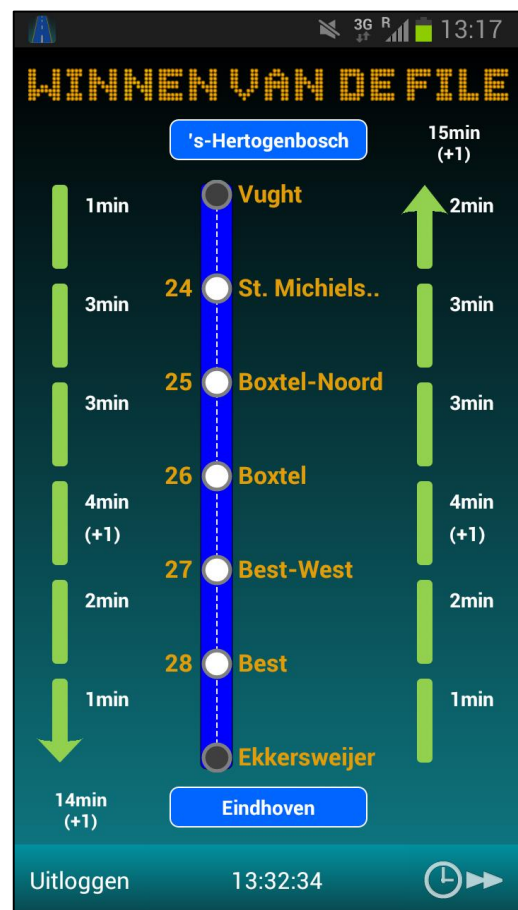 3G R 13:17
WINNEN VAN DE FILE
's-Hertogenbosch
15min
(+1)
Vught
1min
2min
24 St. Michiels..
3min
3min
25 Boxtel-Noord
3min
3min
26 Boxtel
4min
(+1)
4min
(+1)
27 Best-West
2min
2min
28 Best
1min
1min
Ekkersweijer
14min
(+1)
Eindhoven
Uitloggen 13:32:34